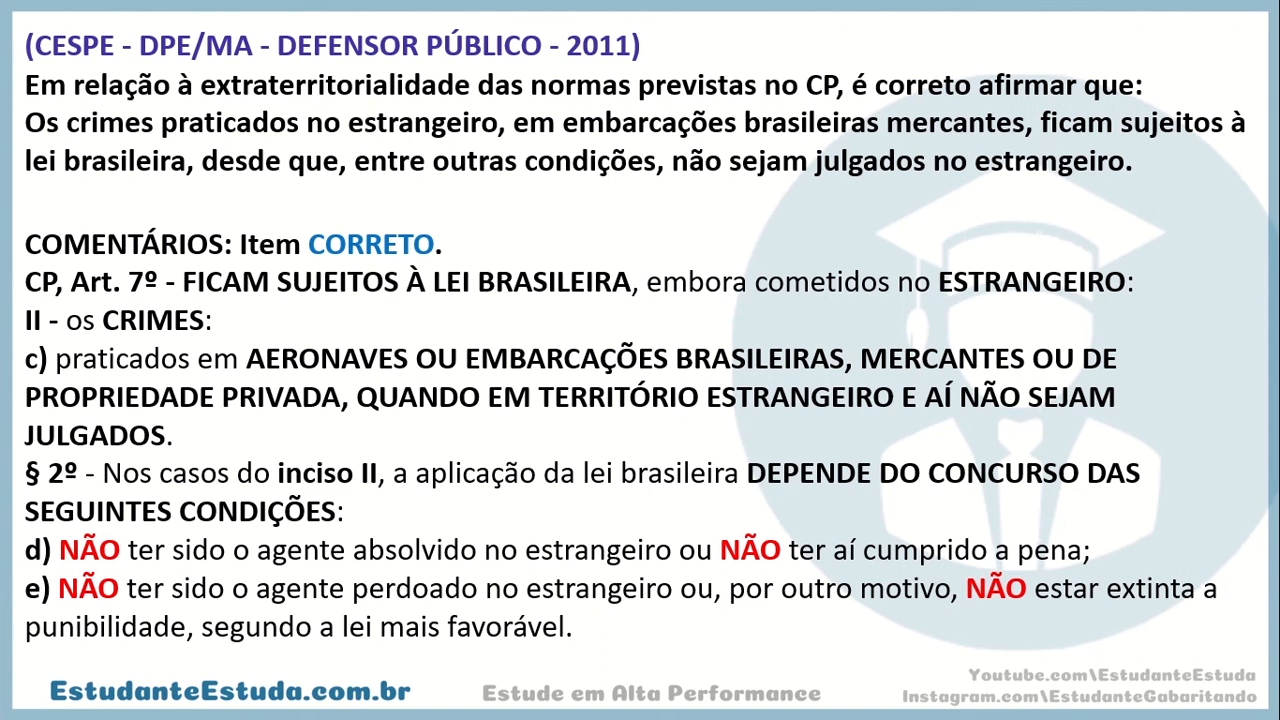 (CESPE - DPE/MA - DEFENSOR PÚBLICO - 2011)
Em relação à extraterritorialidade das normas previstas no CP, é correto afirmar que:
Os crimes praticados no estrangeiro, em embarcações brasileiras mercantes, ficam sujeitos à
lei brasileira, desde que, entre outras condições, não sejam julgados no estrangeiro.
COMENTÁRIOS: Item CORRETO.
CP, Art. 7º - FICAM SUJEITOS À LEI BRASILEIRA, embora cometidos no ESTRANGEIRO:
II - os CRIMES:
c) praticados em AERONAVES OU EMBARCAÇÕES BRASILEIRAS, MERCANTES OU DE
PROPRIEDADE PRIVADA, QUANDO EM TERRITÓRIO ESTRANGEIRO E AÍ NÃO SEJAM
JULGADOS.
§ 2º - Nos casos do inciso II, a aplicação da lei brasileira DEPENDE DO CONCURSO DAS
SEGUINTES CONDIÇÕES:
d) NÃO ter sido o agente absolvido no estrangeiro ou NÃO ter aí cumprido a pena;
e) NÃO ter sido o agente perdoado no estrangeiro ou, por outro motivo, NÃO estar extinta a
punibilidade, segundo a lei mais favorável.
EstudanteEstuda.com.br
Estude em Alta Performance
Youtube.com\EstudanteEstuda
Instagram.com\EstudanteGabaritando